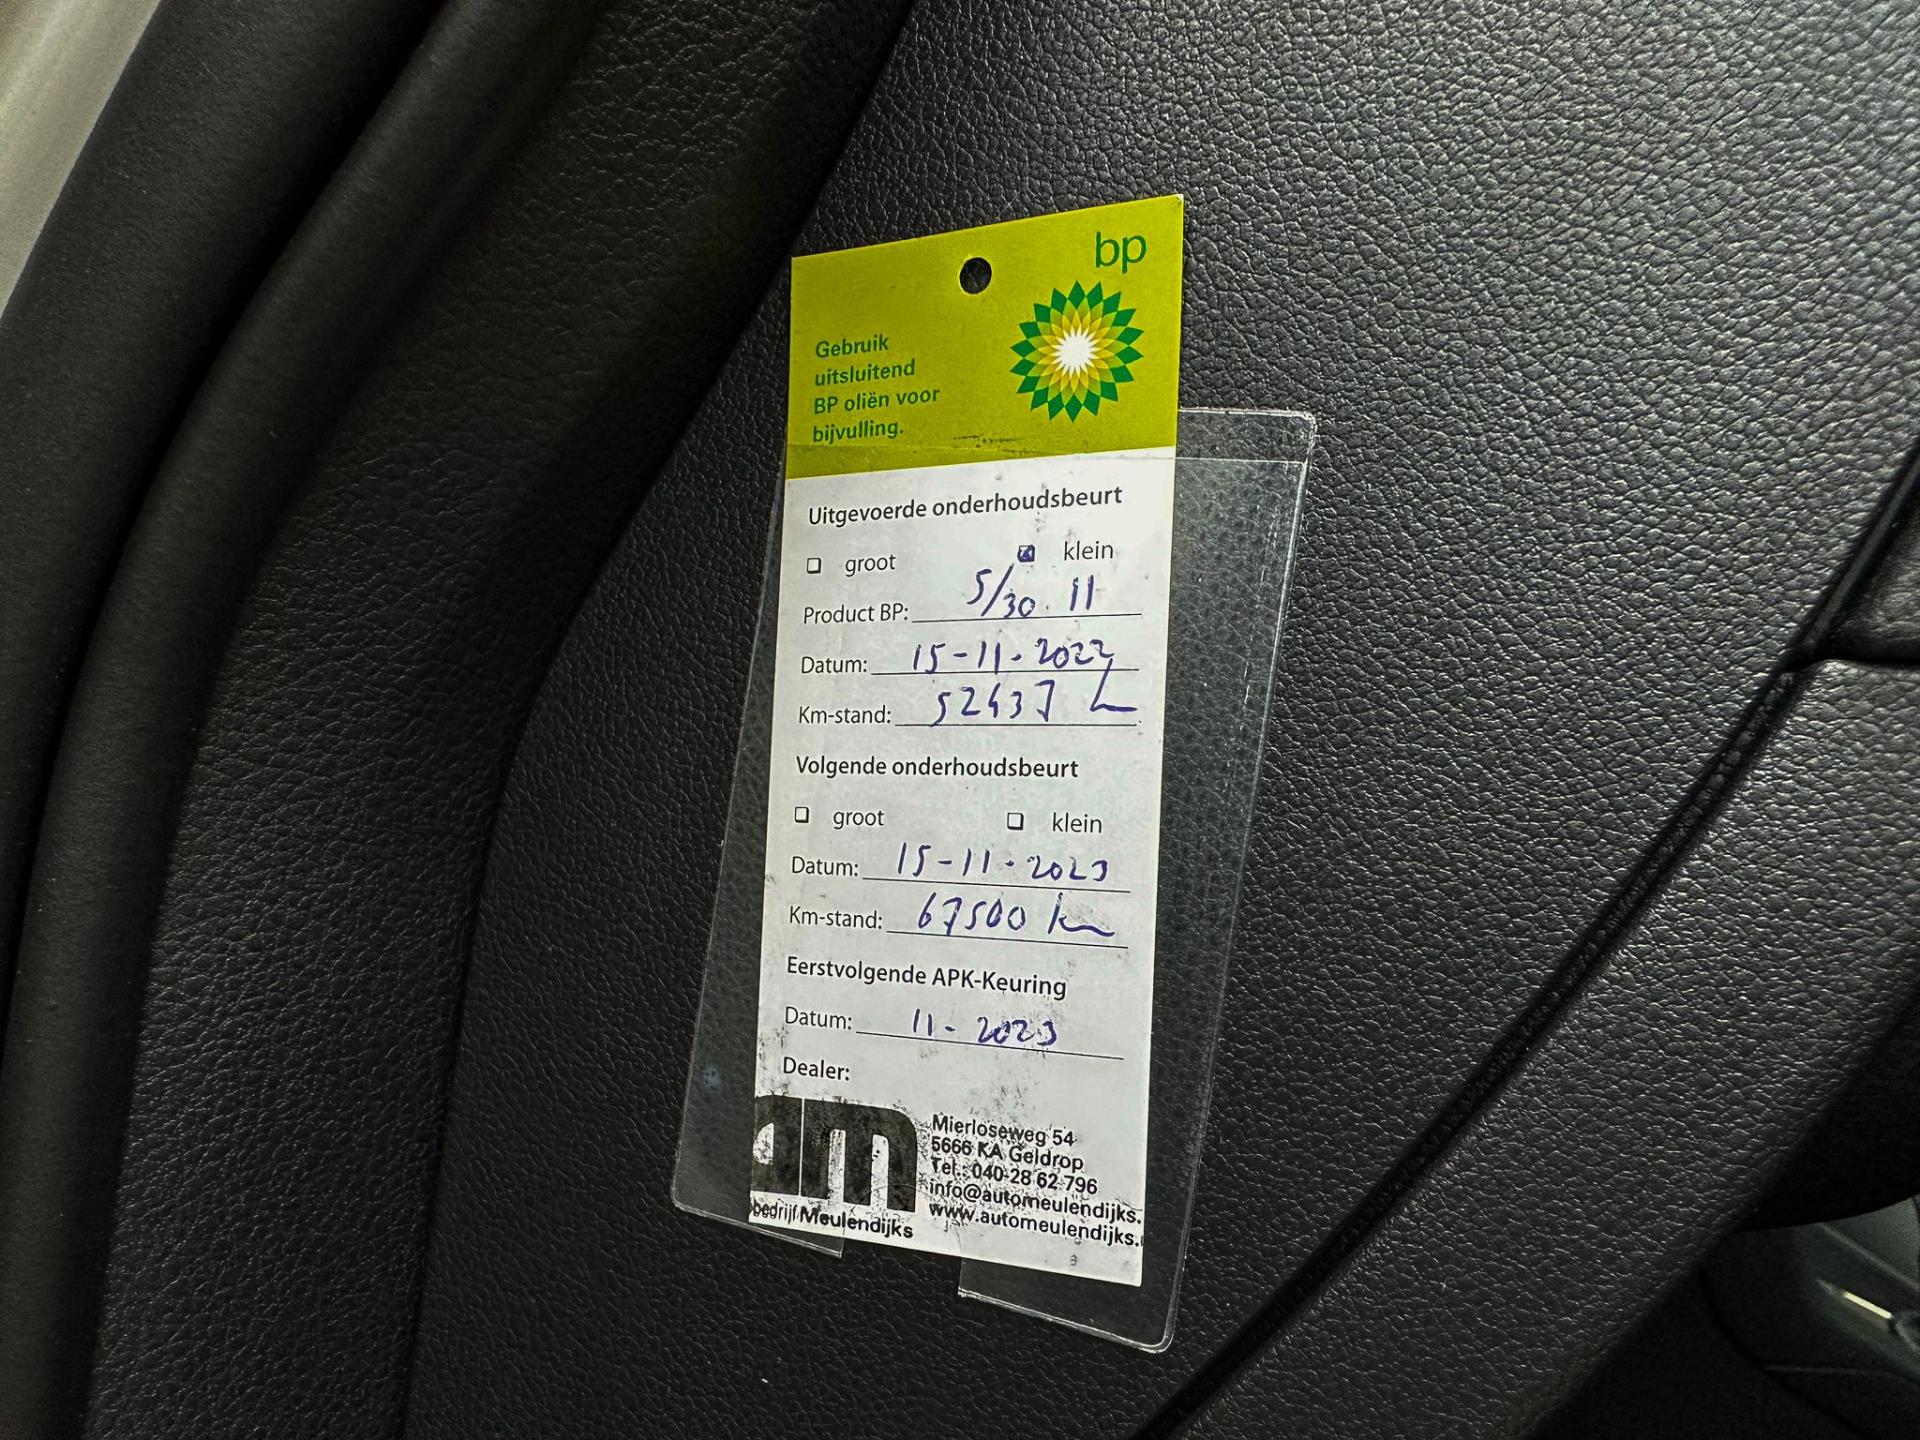 bp
Gebruik
uitsluitend
BP oliën voor
bijvulling.
Uitgevoerde onderhoudsbeurt
groot klein
Product BP: 5/30 11
Datum: 15-11-2022
Km-stand:
Volgende onderhoudsbeurt
groot klein
Datum: 15-11-2023
Km-stand: 67500 km
Eerstvolgende APK-Keuring
Datum: 11-2023
Dealer:
am
Mierloseweg 54
5666 KA Geldrop
Tel.: 040-28 62 796
info@automeulendijks.
www.automeulendijks.
bedrijf Meulendijks